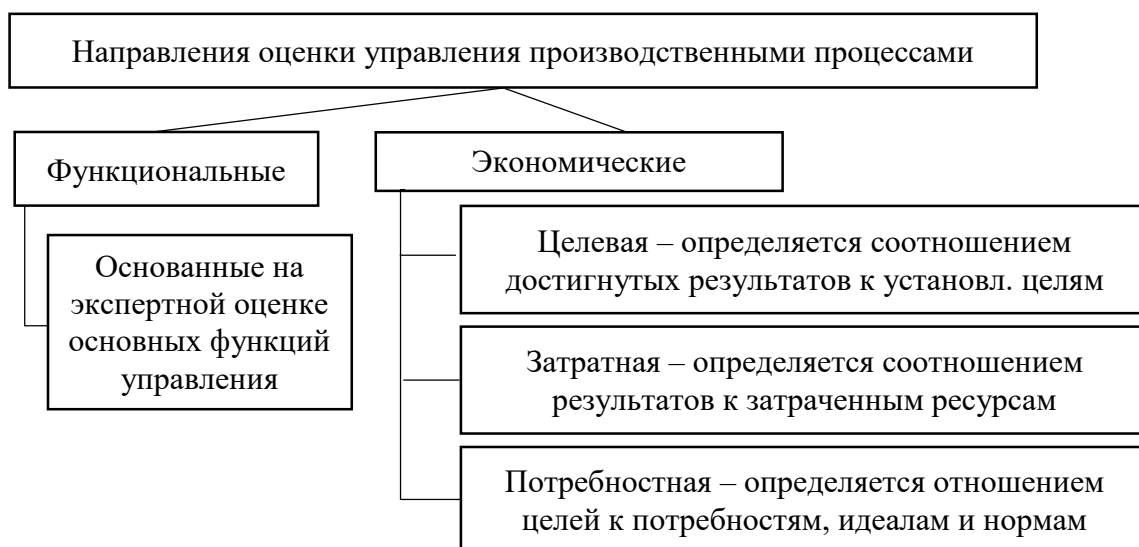 Направления оценки управления производственными процессами
Функциональные
Экономические
Основанные на
экспертной оценке
основных функций
управления
Целевая – определяется соотношением
достигнутых результатов к установл. целям
Затратная – определяется соотношением
результатов к затраченным ресурсам
Потребностная – определяется отношением
целей к потребностям, идеалам и нормам